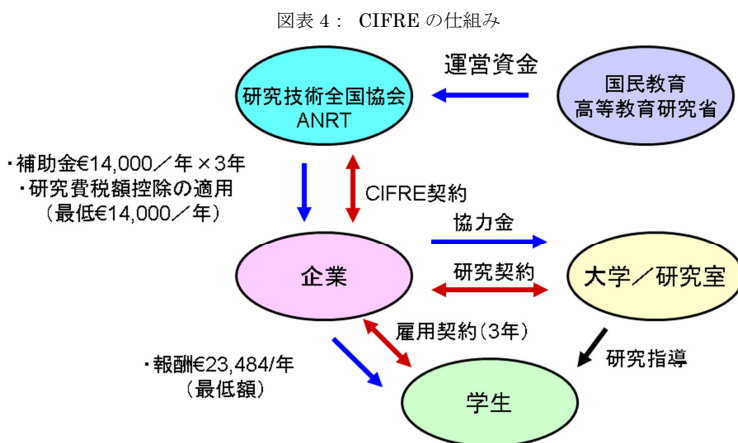 図表 4： CIFRE の仕組み
運営資金
研究技術全国協会
ANRT
国民教育
高等教育研究省
・補助金€14,000／年×3年
・研究費税額控除の適用
（最低€14,000／年）
CIFRE契約
協力金
企業
研究契約
大学／研究室
雇用契約（3年）
・報酬€23,484/年
（最低額）
研究指導
学生